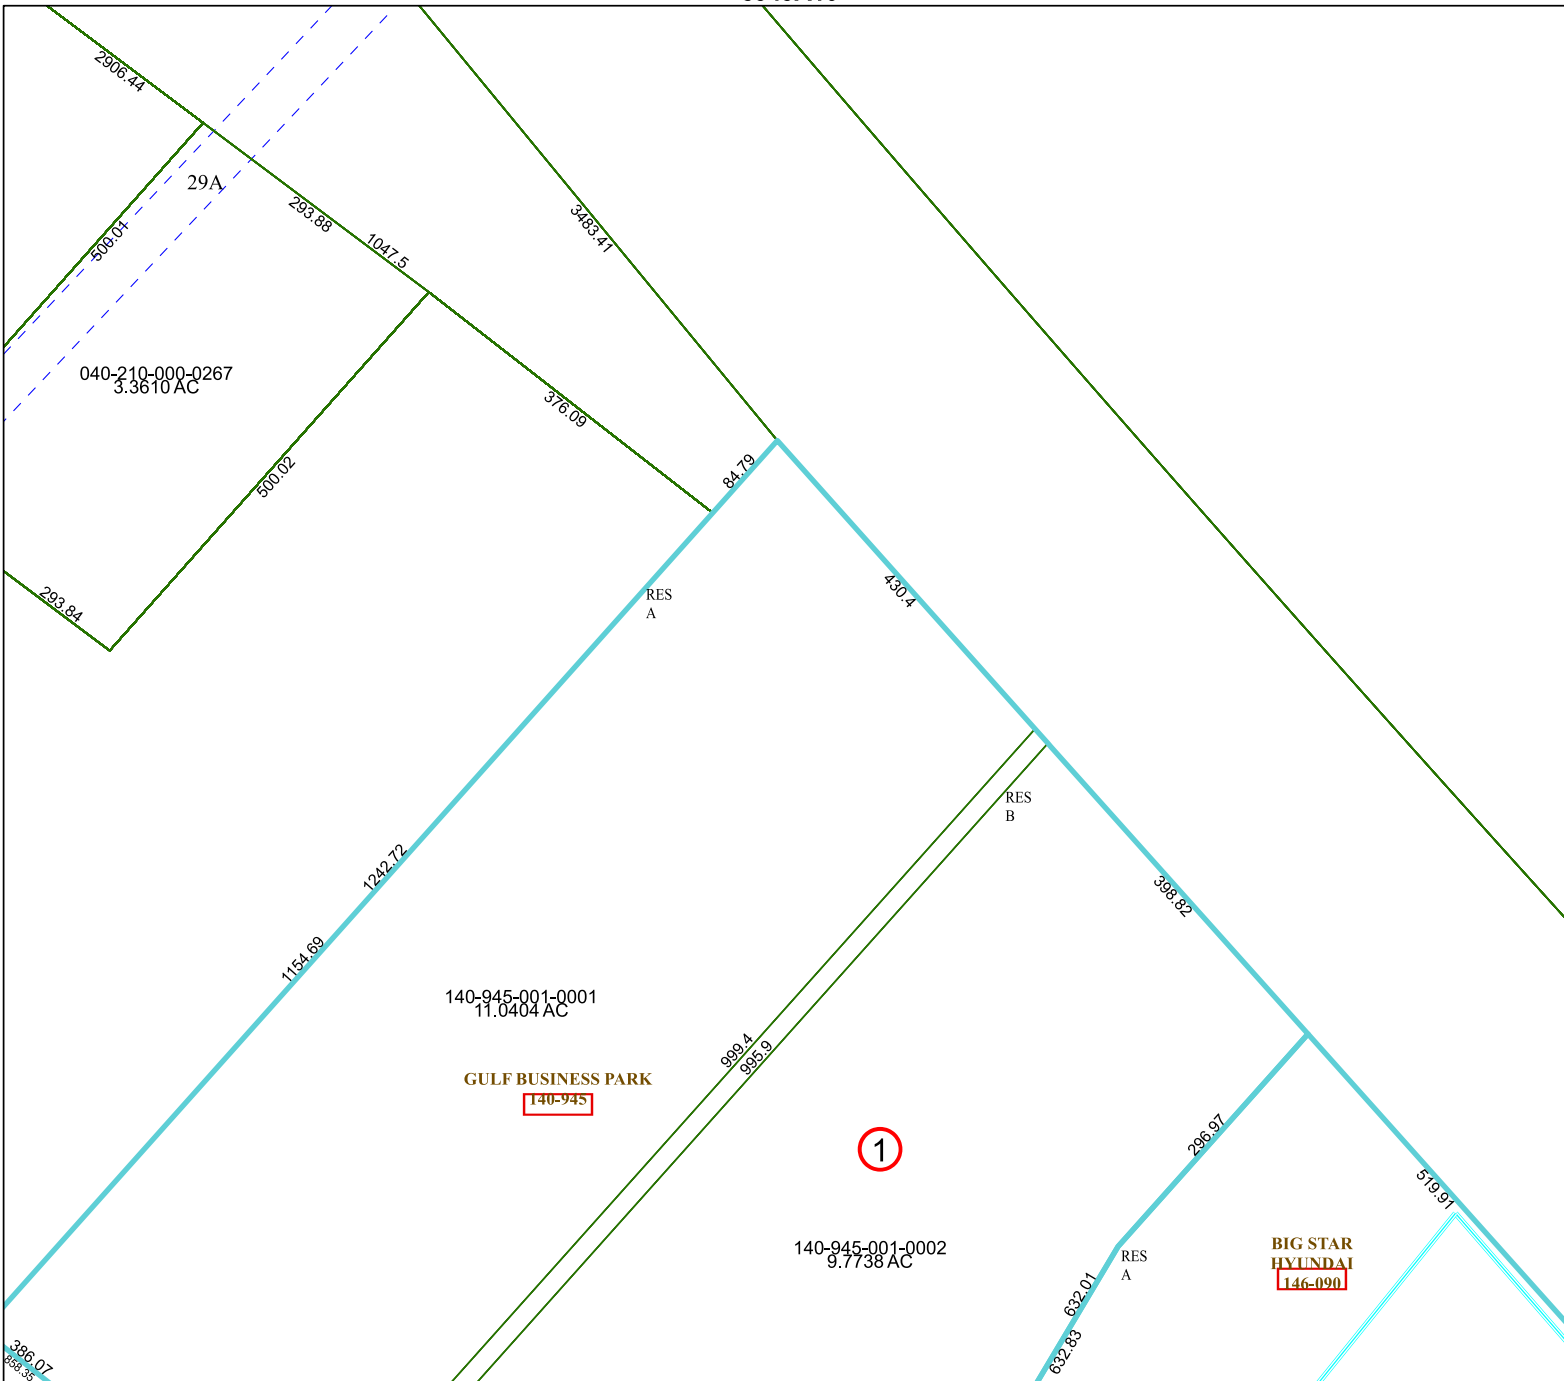 2906.44
29A
500.01
293.88
1047.5
3483.41
040-210-000-0267
3.3610 AC
376.09
500.02
84.79
293.84
RES
A
430.4
RES
B
1242.72
398.82
1154.69
140-945-001-0001
11.0404 AC
999.4
995.9
GULF BUSINESS PARK
140-945
1
296.97
519.91
140-945-001-0002
9.7738 AC
RES
A
BIG STAR
HYUNDAI
146-090
632.01
632.83
386.07
858.35